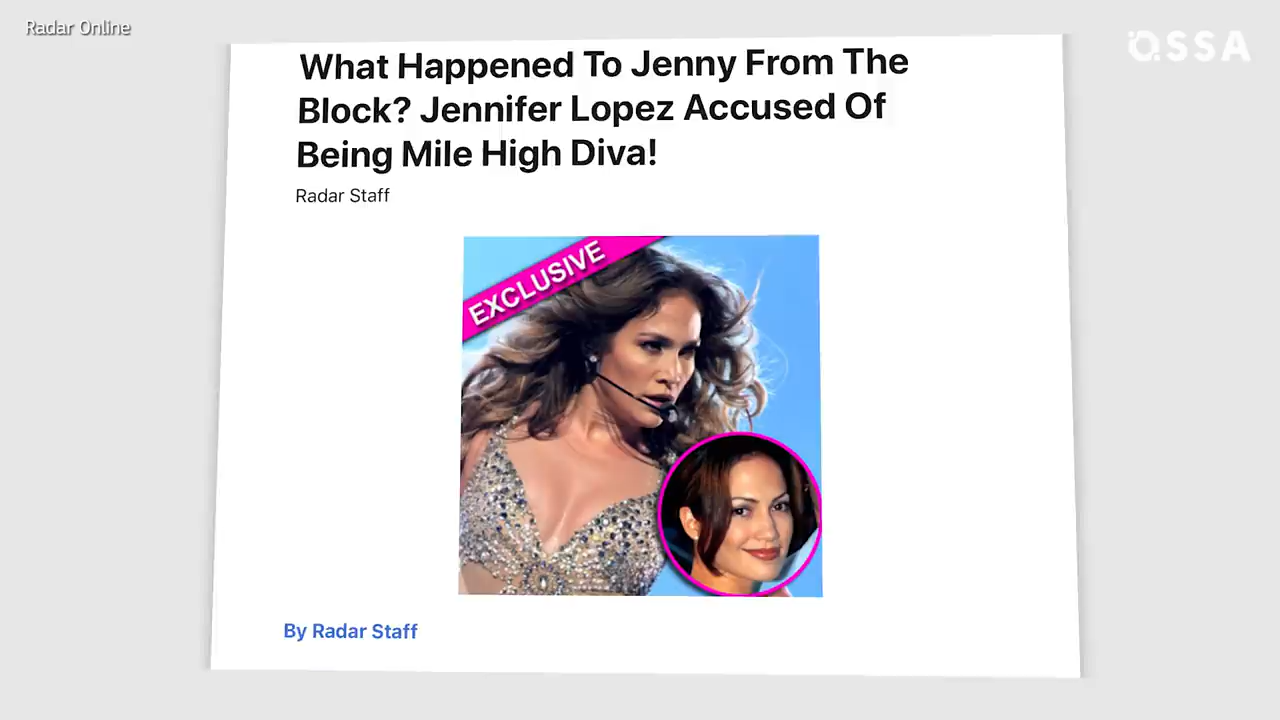 Radar Online
OSSA
What Happened To Jenny From The
Block? Jennifer Lopez Accused Of
Being Mile High Diva!
Radar Staff
EXCLUSIVE
By Radar Staff